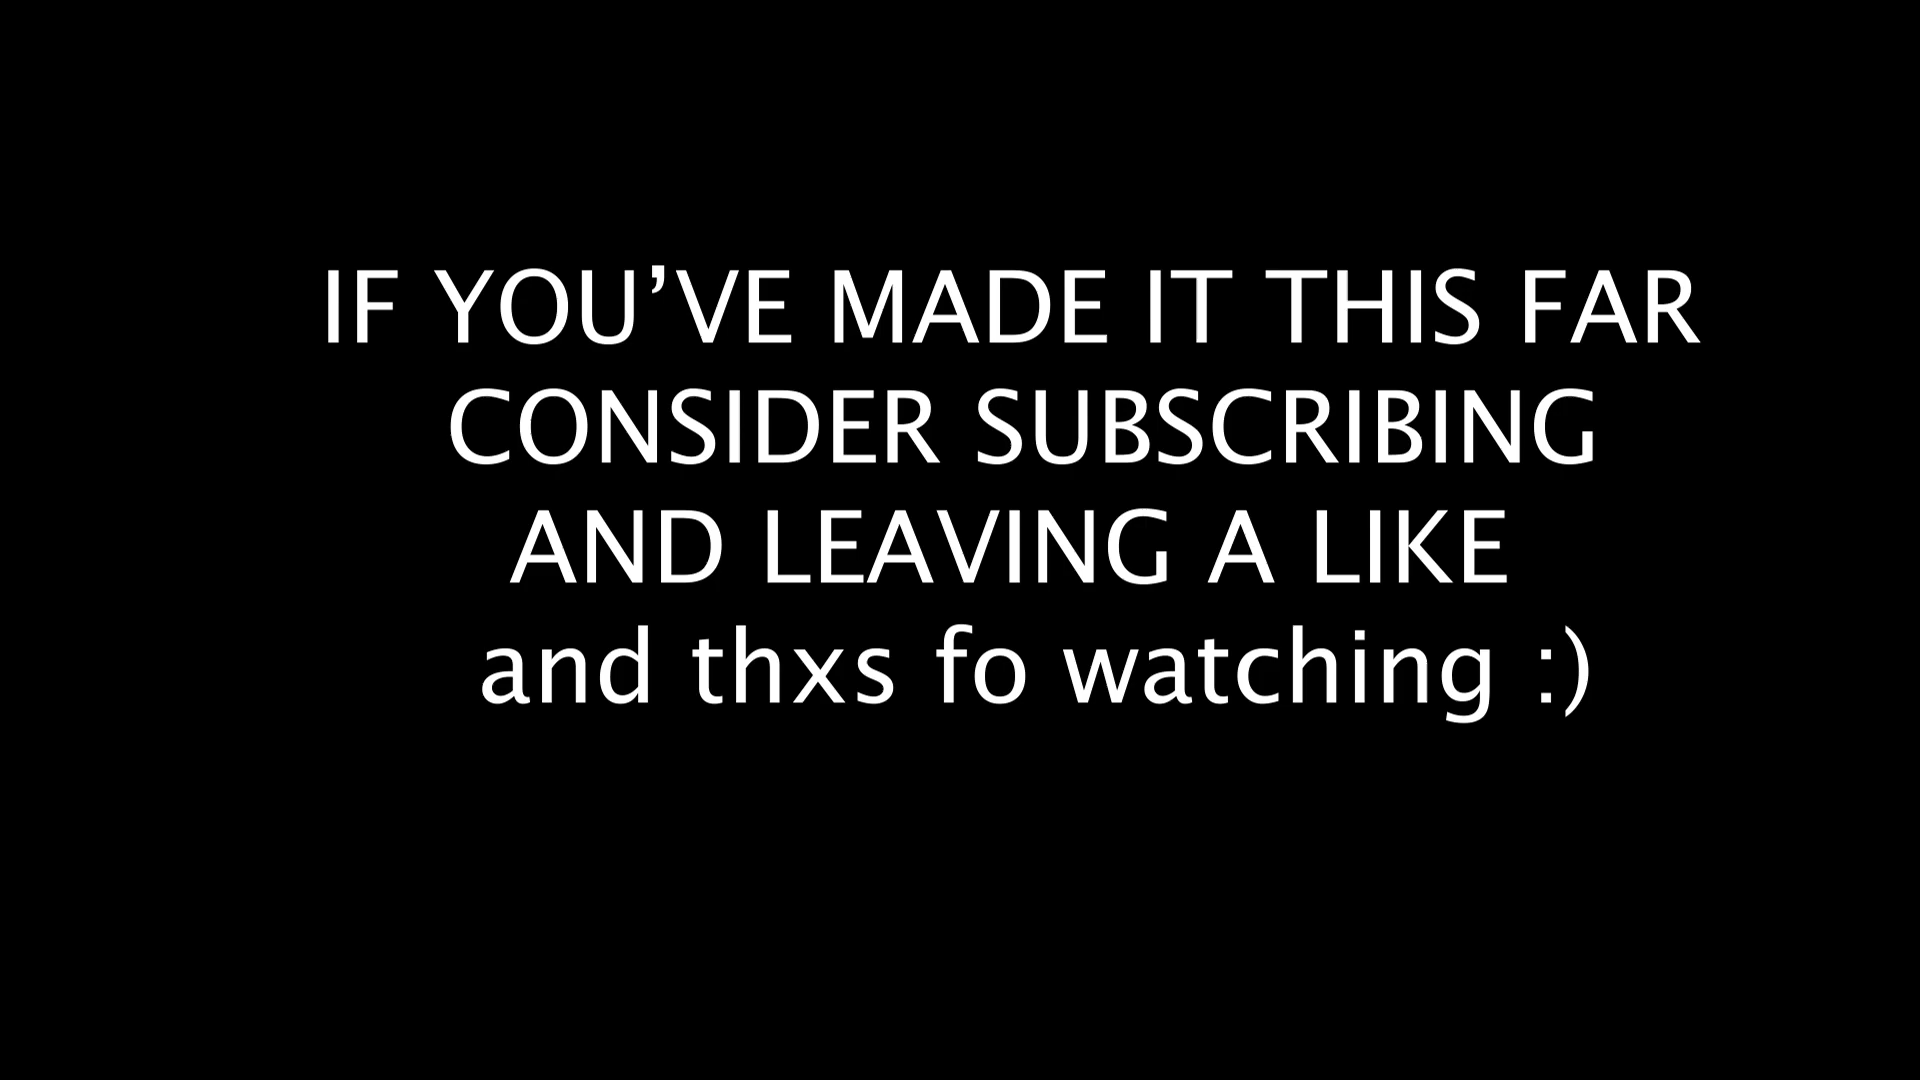 IF YOU’VE MADE IT THIS FAR
CONSIDER SUBSCRIBING
AND LEAVING A LIKE
and thxs fo watching :)